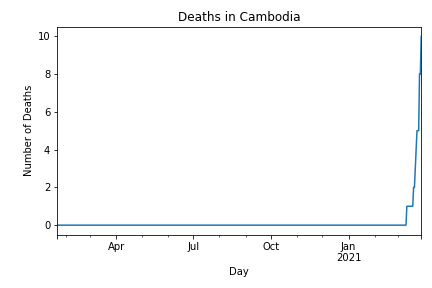 Deaths in Cambodia
10
8
6
4
2
0
Number of Deaths
Apr
Jul
Oct
Jan
2021
Day